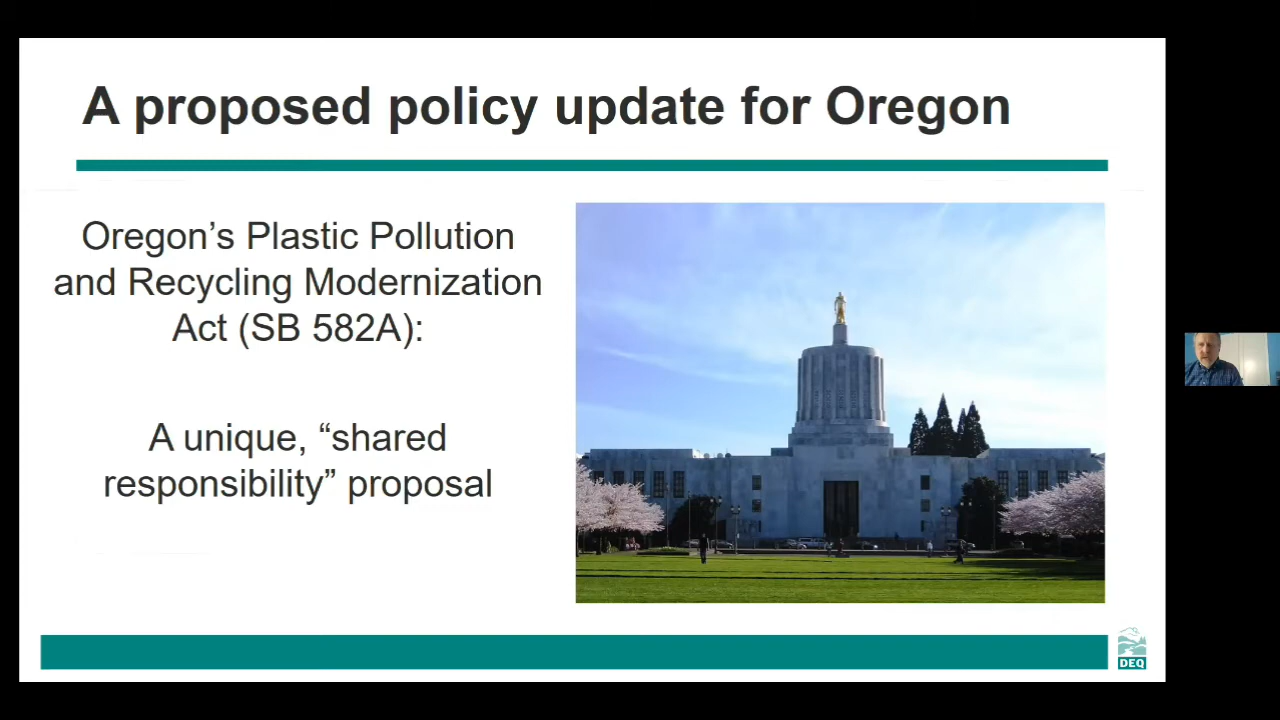 A proposed policy update for Oregon
Oregon’s Plastic Pollution
and Recycling Modernization
Act (SB 582A):
A unique, “shared
responsibility” proposal
DEQ